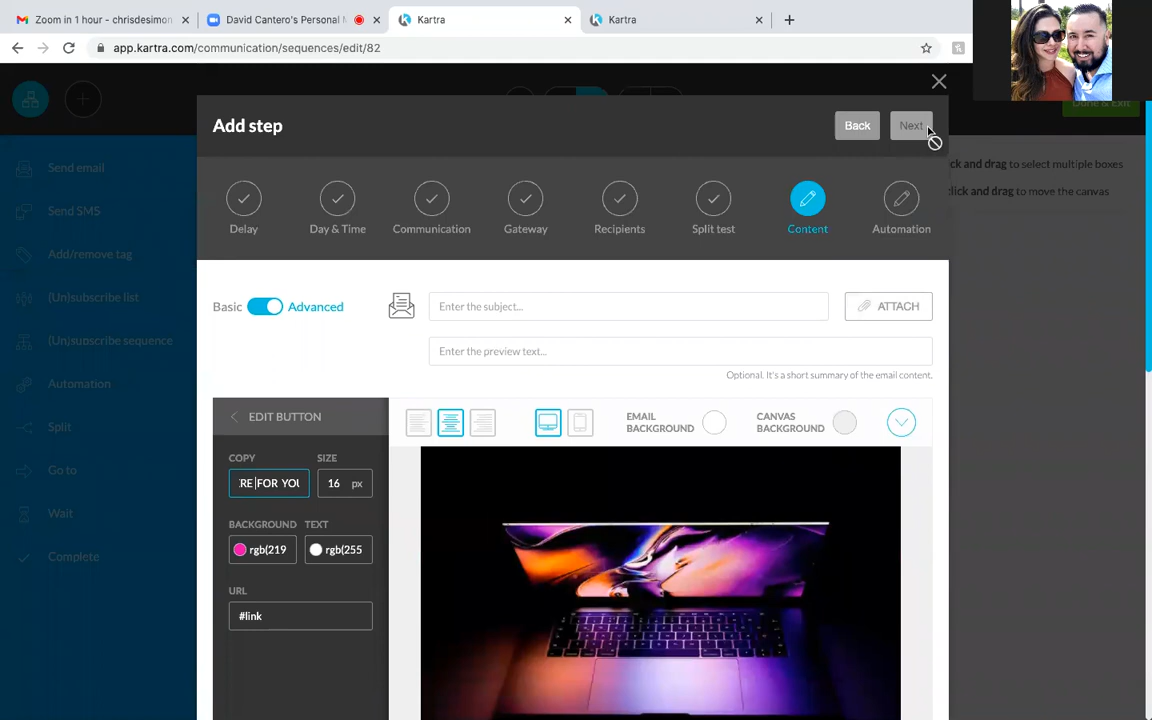 Zoom in 1 hour - chrisdesimon
David Cantero's Personal M
Kartra
Kartra
app.kartra.com/communication/sequences/edit/82
Add step
Back
Next
Done & Exit
Send email
Send SMS
Add/remove tag
(Un)subscribe list
(Un)subscribe sequence
Automation
Split
Go to
Wait
Complete
ick and drag to select multiple boxes
click and drag to move the canvas
Delay
Day & Time
Communication
Gateway
Recipients
Split test
Content
Automation
Basic
Advanced
Enter the subject...
ATTACH
Enter the preview text...
Optional. It's a short summary of the email content.
EDIT BUTTON
EMAIL
BACKGROUND
CANVAS
BACKGROUND
COPY
SIZE
RE FOR YOU
16 px
BACKGROUND
TEXT
rgb(219
rgb(255
URL
#link